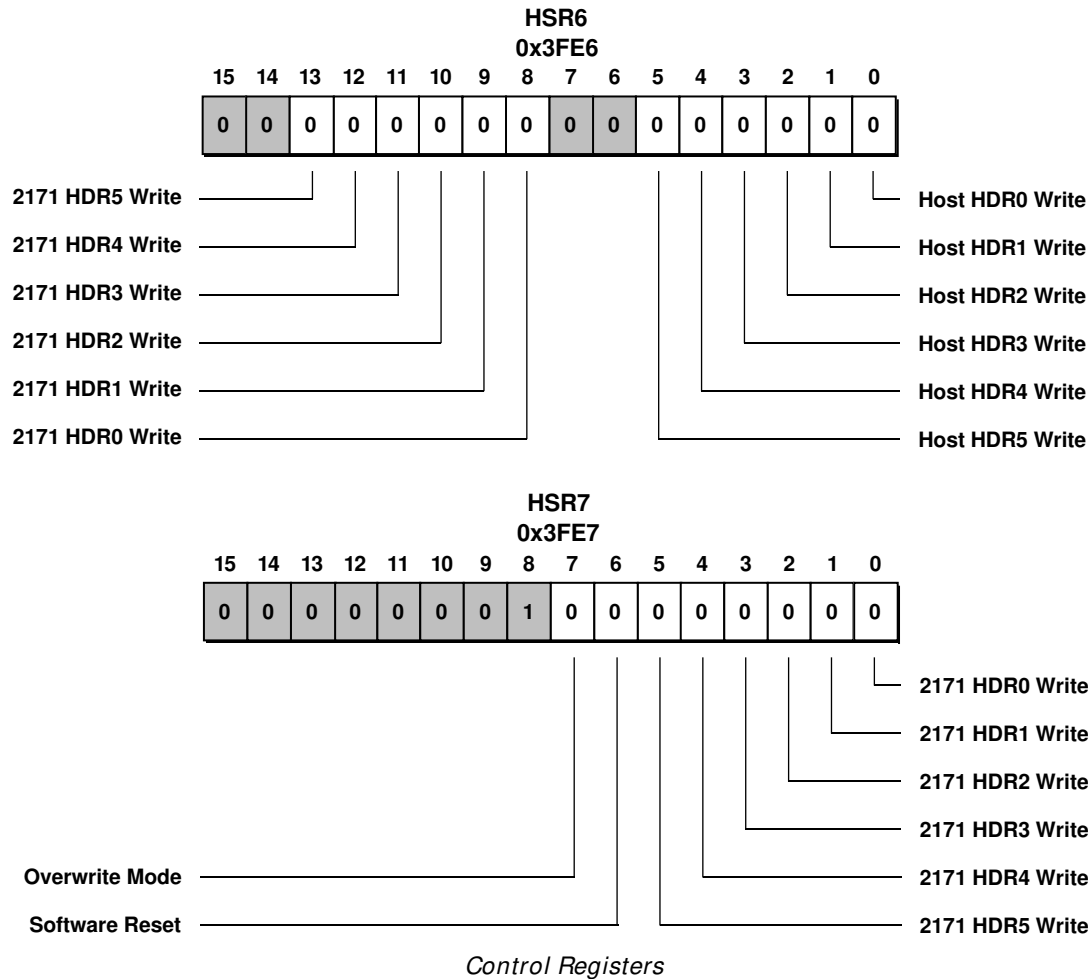 HSR6
0x3FE6
15 14 13 12 11 10 9 8 7 6 5 4 3 2 1 0
0 0 0 0 0 0 0 0 0 0 0 0 0 0 0 0
2171 HDR5 Write Host HDR0 Write
2171 HDR4 Write Host HDR1 Write
2171 HDR3 Write Host HDR2 Write
2171 HDR2 Write Host HDR3 Write
2171 HDR1 Write Host HDR4 Write
2171 HDR0 Write Host HDR5 Write
HSR7
0x3FE7
15 14 13 12 11 10 9 8 7 6 5 4 3 2 1 0
0 0 0 0 0 0 0 1 0 0 0 0 0 0 0 0
2171 HDR0 Write
2171 HDR1 Write
2171 HDR2 Write
2171 HDR3 Write
Overwrite Mode 2171 HDR4 Write
Software Reset 2171 HDR5 Write
Control Registers